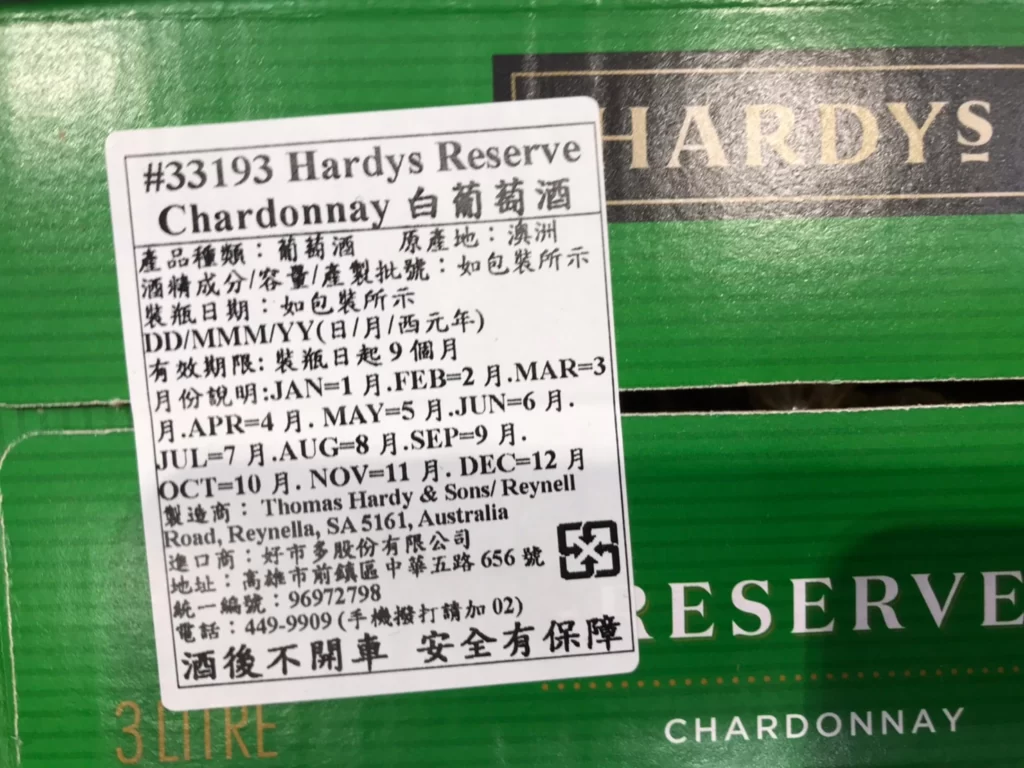 HARDYS
#33193 Hardys Reserve
Chardonnay 白葡萄酒
產品種類：葡萄酒 原產地：澳洲
酒精成分/容量/產製批號：如包裝所示
裝瓶日期：如包裝所示
DD/MMM/YY(日/月/西元年)
有效期限: 裝瓶日起 9 個月
月份說明:JAN=1 月.FEB=2 月.MAR=3
月.APR=4 月. MAY=5 月.JUN=6 月.
JUL=7 月.AUG=8 月.SEP=9 月.
OCT=10 月. NOV=11 月. DEC=12 月
製造商： Thomas Hardy & Sons/ Reynell
Road, Reynella, SA 5161, Australia
進口商：好市多股份有限公司
地址：高雄市前鎮區中華五路 656 號
統一編號：96972798
電話：449-9909 (手機撥打請加 02)
酒後不開車 安全有保障
RESERVE
3 LITRE
CHARDONNAY